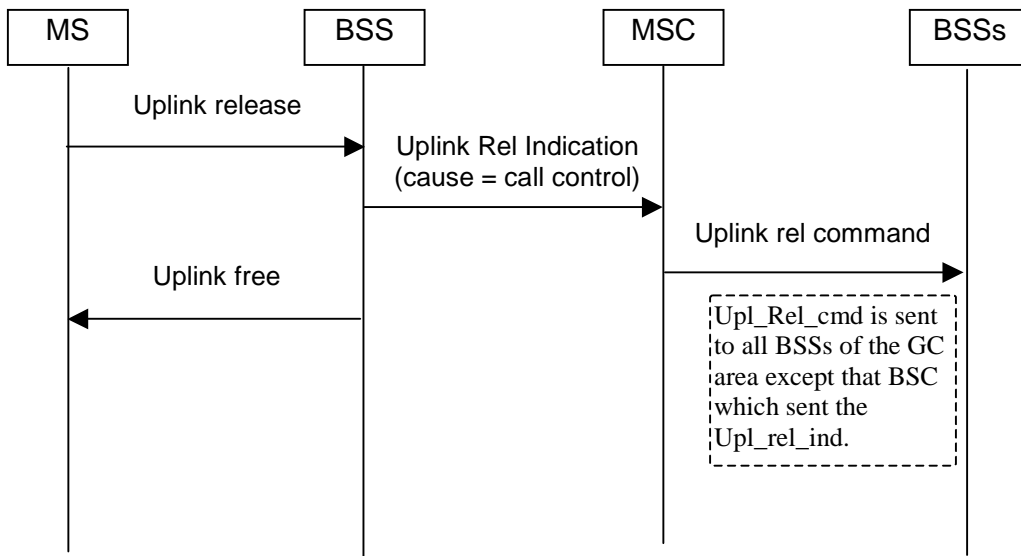 MS
BSS
MSC
BSSs
Uplink release
Uplink Rel Indication
(cause = call control)
Uplink rel command
Uplink free
Upl_Rel_cmd is sent
to all BSSs of the GC
area except that BSC
which sent the
Upl_rel_ind.